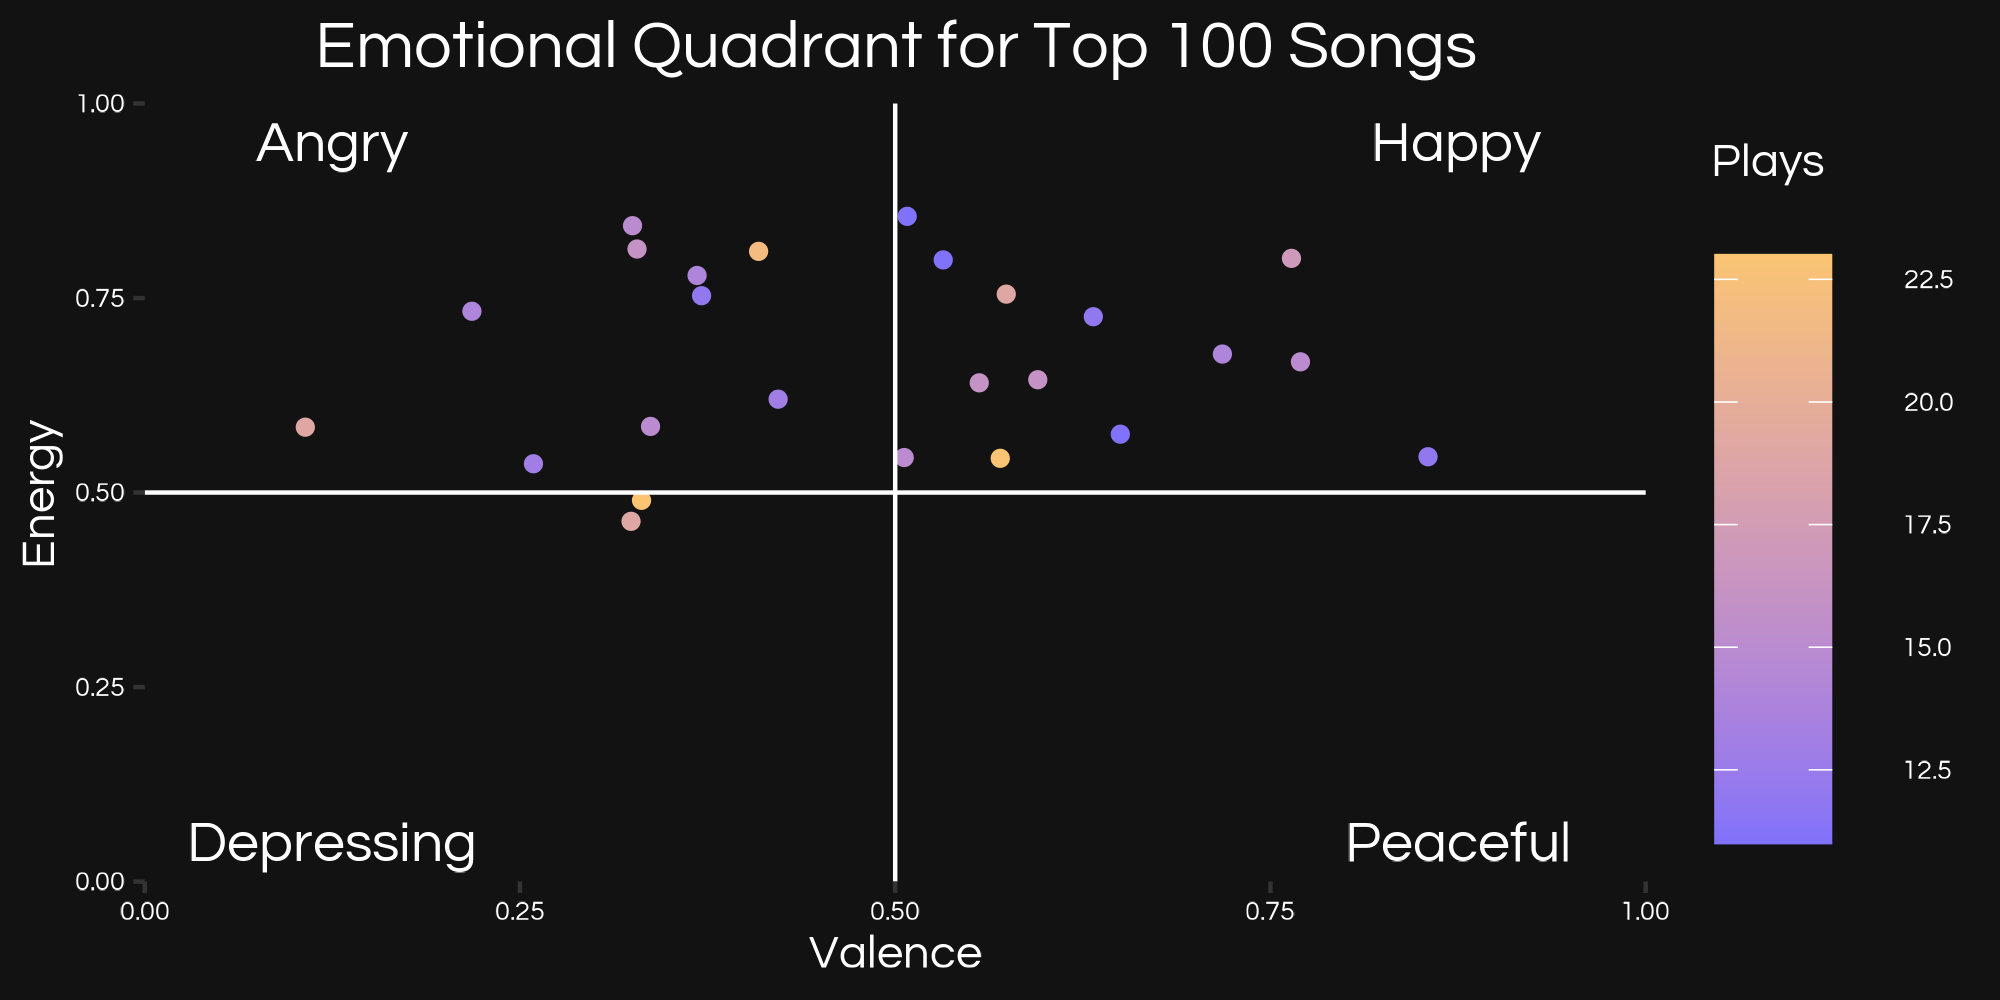 Emotional Quadrant for Top 100 Songs
Angry
Happy
Depressing
Peaceful
Energy
1.00
0.75
0.50
0.25
0.00
0.00
0.25
0.50
0.75
1.00
Valence
Plays
22.5
20.0
17.5
15.0
12.5